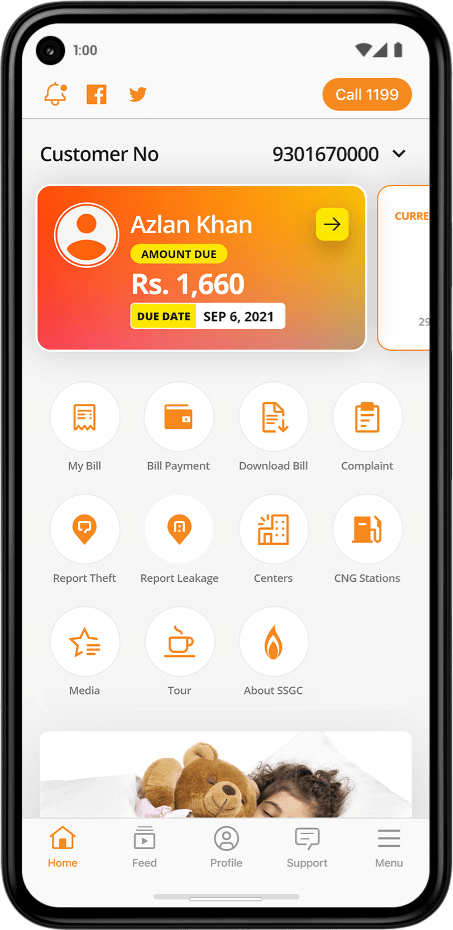 1:00
Call 1199
Customer No 9301670000
Azlan Khan
AMOUNT DUE
Rs. 1,660
DUE DATE SEP 6, 2021
CURRE
29
My Bill Bill Payment Download Bill Complaint
Report Theft Report Leakage Centers CNG Stations
Media Tour About SSGC
Home Feed Profile Support Menu